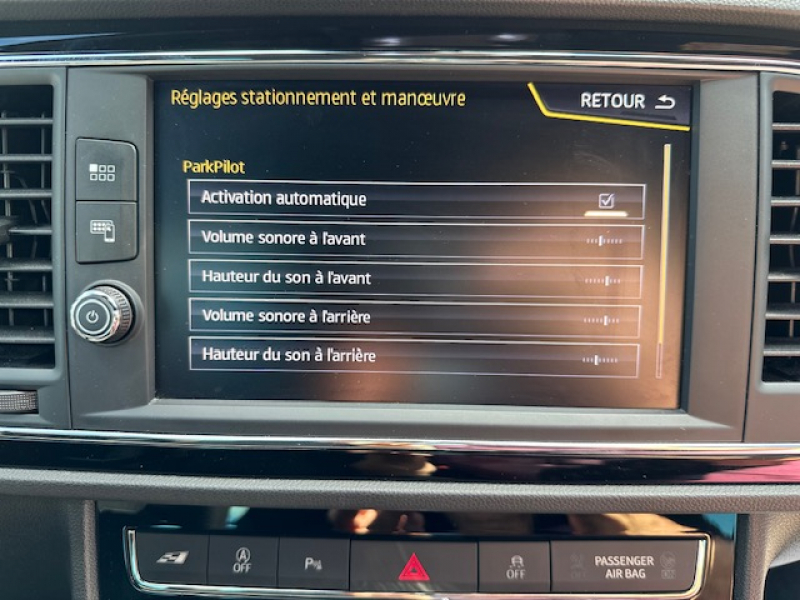 Réglages stationnement et manœuvre
RETOUR
ParkPilot
Activation automatique
Volume sonore à l'avant
Hauteur du son à l'avant
Volume sonore à l'arrière
Hauteur du son à l'arrière
A
OFF
P
OFF
PASSENGER
AIR BAG